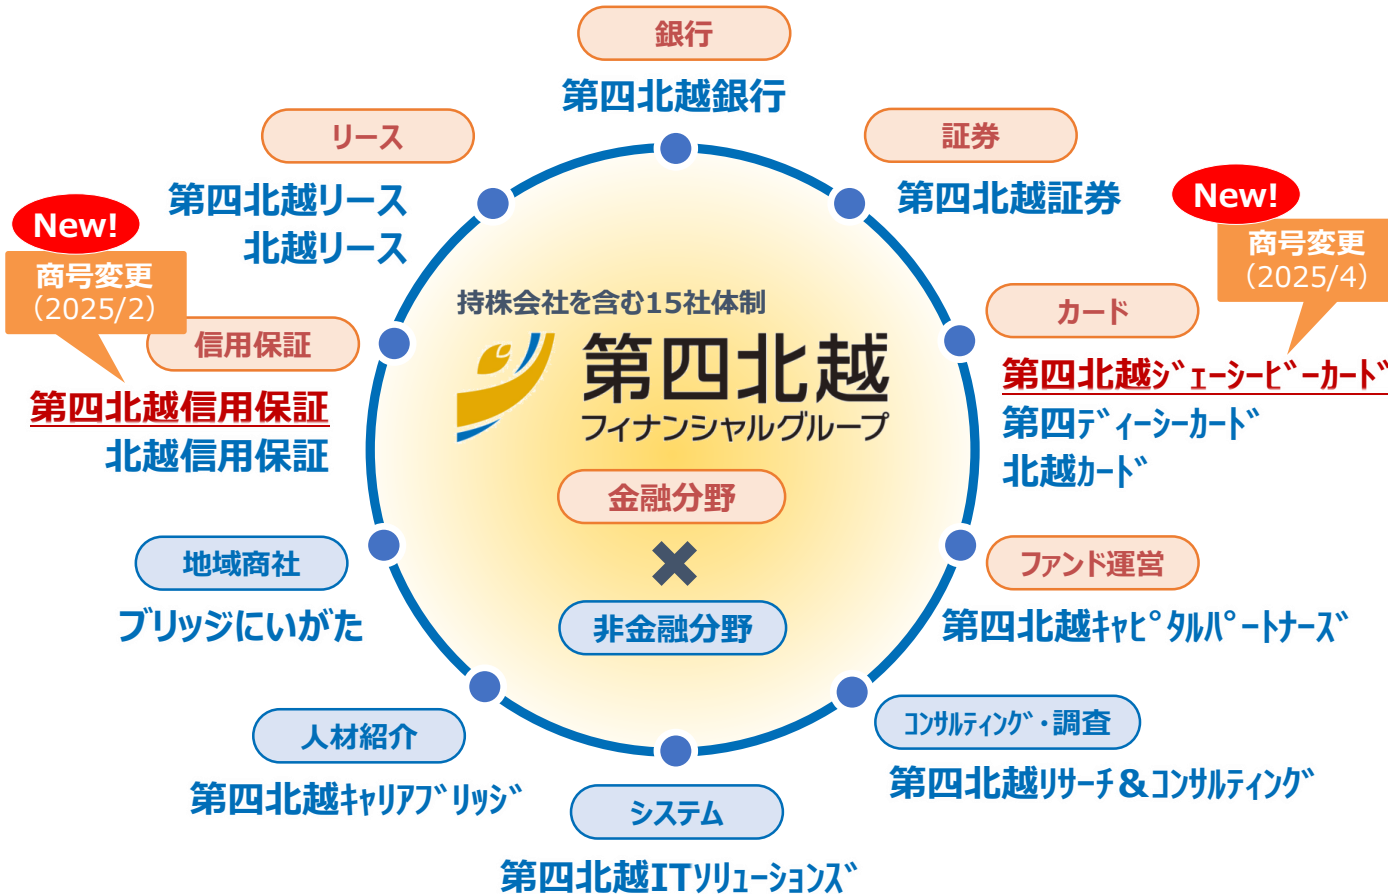 銀行
第四北越銀行
リース
第四北越リース
北越リース
証券
第四北越証券
New!
商号変更
（2025/2）
信用保証
第四北越信用保証
北越信用保証
New!
商号変更
（2025/4）
カード
第四北越ジェーシービーカード
第四ディーシーカード
北越カード
持株会社を含む15社体制
第四北越
フィナンシャルグループ
金融分野
×
非金融分野
地域商社
ブリッジにいがた
ファンド運営
第四北越キャピタルパートナーズ
人材紹介
第四北越キャリアブリッジ
コンサルティング・調査
第四北越リサーチ&コンサルティング
システム
第四北越ITソリューションズ